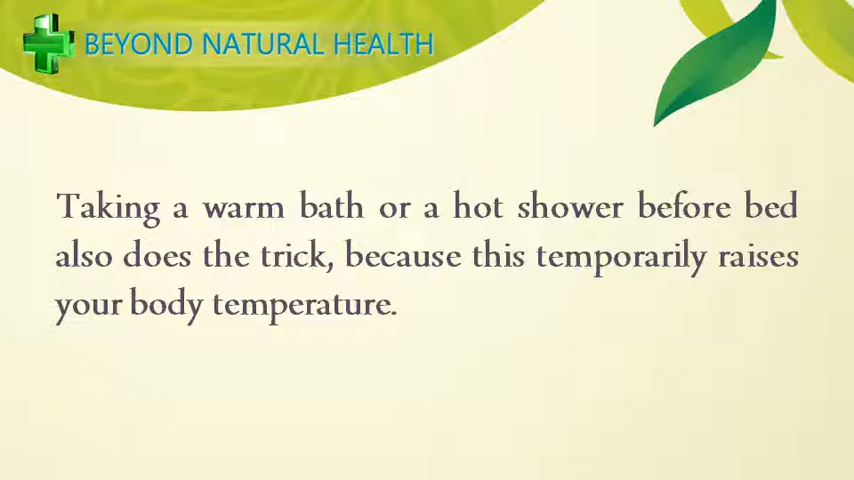 BEYOND NATURAL HEALTH
Taking a warm bath or a hot shower before bed
also does the trick, because this temporarily raises
your body temperature.